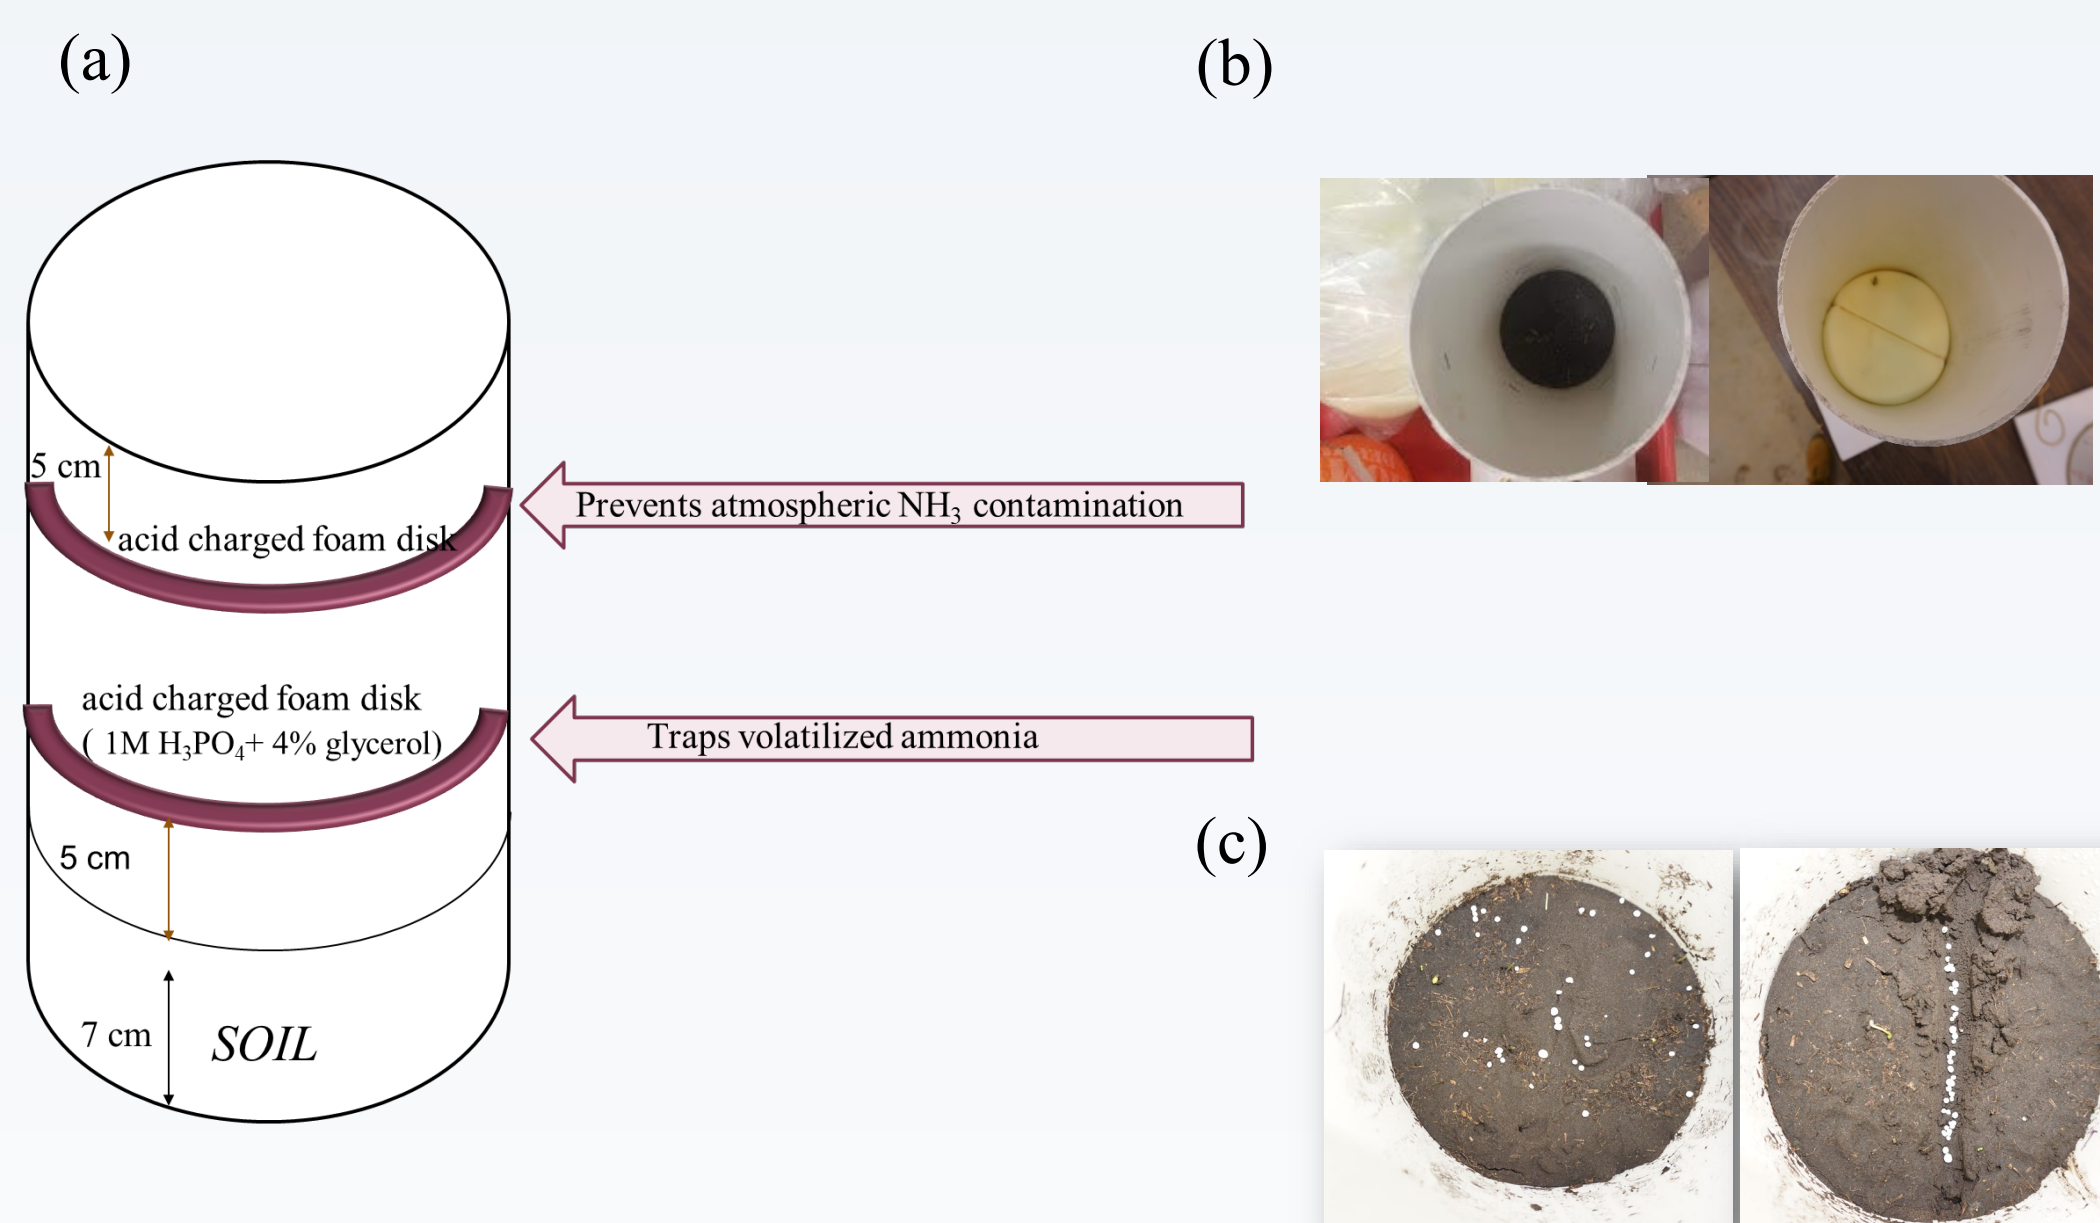 (a)
(b)
5 cm
acid charged foam disk
Prevents atmospheric NH₃ contamination
acid charged foam disk
( 1M H₃PO₄+ 4% glycerol)
Traps volatilized ammonia
5 cm
(c)
7 cm
SOIL